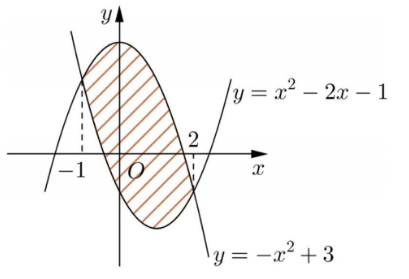 y
y = x² − 2x − 1
2
−1
O
x
y = −x² + 3